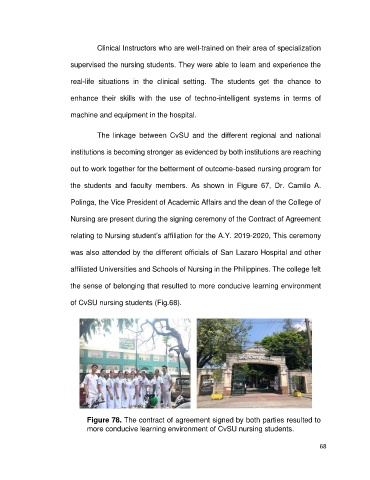 Clinical Instructors who are well-trained on their area of specialization
supervised the nursing students. They were able to learn and experience the
real-life situations in the clinical setting. The students get the chance to
enhance their skills with the use of techno-intelligent systems in terms of
machine and equipment in the hospital.
The linkage between CvSU and the different regional and national
institutions is becoming stronger as evidenced by both institutions are reaching
out to work together for the betterment of outcome-based nursing program for
the students and faculty members. As shown in Figure 67, Dr. Camilo A.
Polinga, the Vice President of Academic Affairs and the dean of the College of
Nursing are present during the signing ceremony of the Contract of Agreement
relating to Nursing student's affiliation for the A.Y. 2019-2020, This ceremony
was also attended by the different officials of San Lazaro Hospital and other
affiliated Universities and Schools of Nursing in the Philippines. The college felt
the sense of belonging that resulted to more conducive learning environment
of CvSU nursing students (Fig.68).
Figure 78. The contract of agreement signed by both parties resulted to
more conducive learning environment of CvSU nursing students.
68